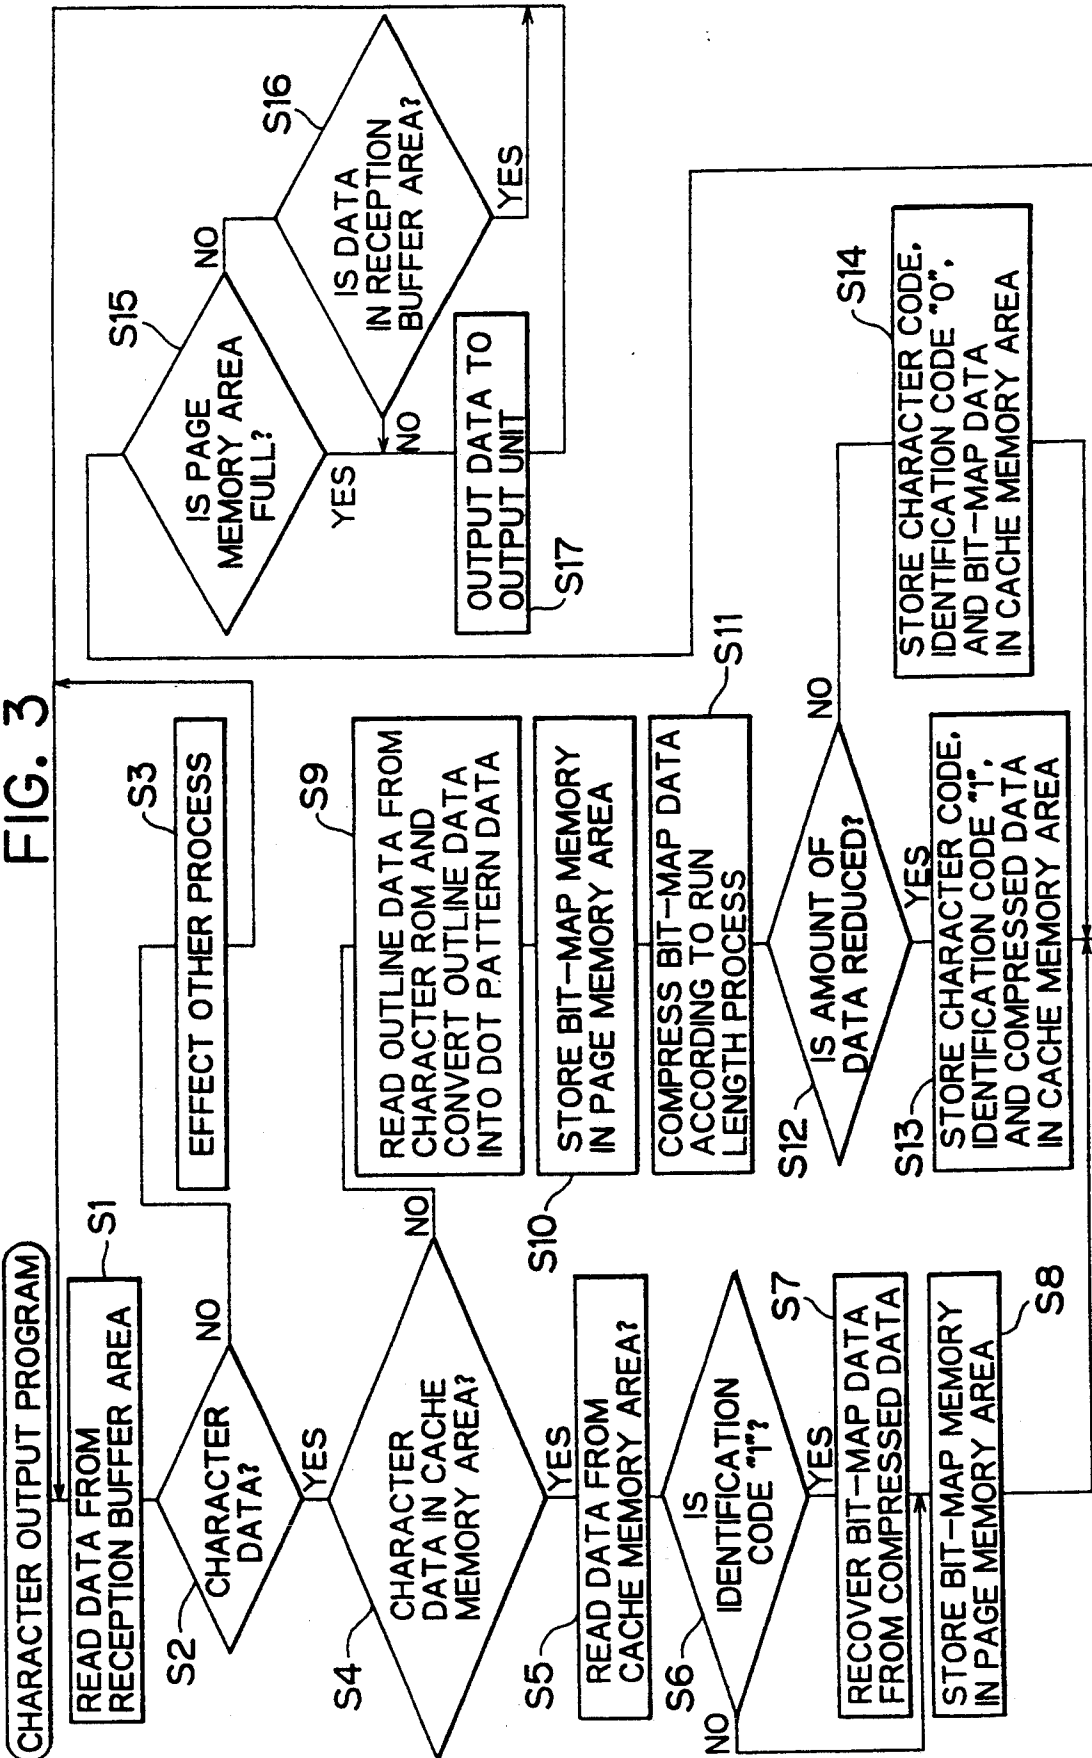 FIG. 3
CHARACTER OUTPUT PROGRAM
S1
READ DATA FROM
RECEPTION BUFFER AREA
S2
CHARACTER
DATA?
NO
YES
S3
EFFECT OTHER PROCESS
S4
CHARACTER
DATA IN CACHE
MEMORY AREA?
NO
YES
S5
READ DATA FROM
CACHE MEMORY AREA?
S6
IS
IDENTIFICATION
CODE "1"?
NO
YES
S7
RECOVER BIT-MAP DATA
FROM COMPRESSED DATA
STORE BIT-MAP MEMORY
IN PAGE MEMORY AREA
S8
S9
READ OUTLINE DATA FROM
CHARACTER ROM AND
CONVERT OUTLINE DATA
INTO DOT PATTERN DATA
S10
STORE BIT-MAP MEMORY
IN PAGE MEMORY AREA
S11
COMPRESS BIT-MAP DATA
ACCORDING TO RUN
LENGTH PROCESS
S12
IS AMOUNT OF
DATA REDUCED?
NO
YES
S13
STORE CHARACTER CODE,
IDENTIFICATION CODE "1",
AND COMPRESSED DATA
IN CACHE MEMORY AREA
S14
STORE CHARACTER CODE,
IDENTIFICATION CODE "0",
AND BIT-MAP DATA
IN CACHE MEMORY AREA
S15
IS PAGE
MEMORY AREA
FULL?
NO
YES
S16
IS DATA
IN RECEPTION
BUFFER AREA?
NO
YES
OUTPUT DATA TO
OUTPUT UNIT
S17